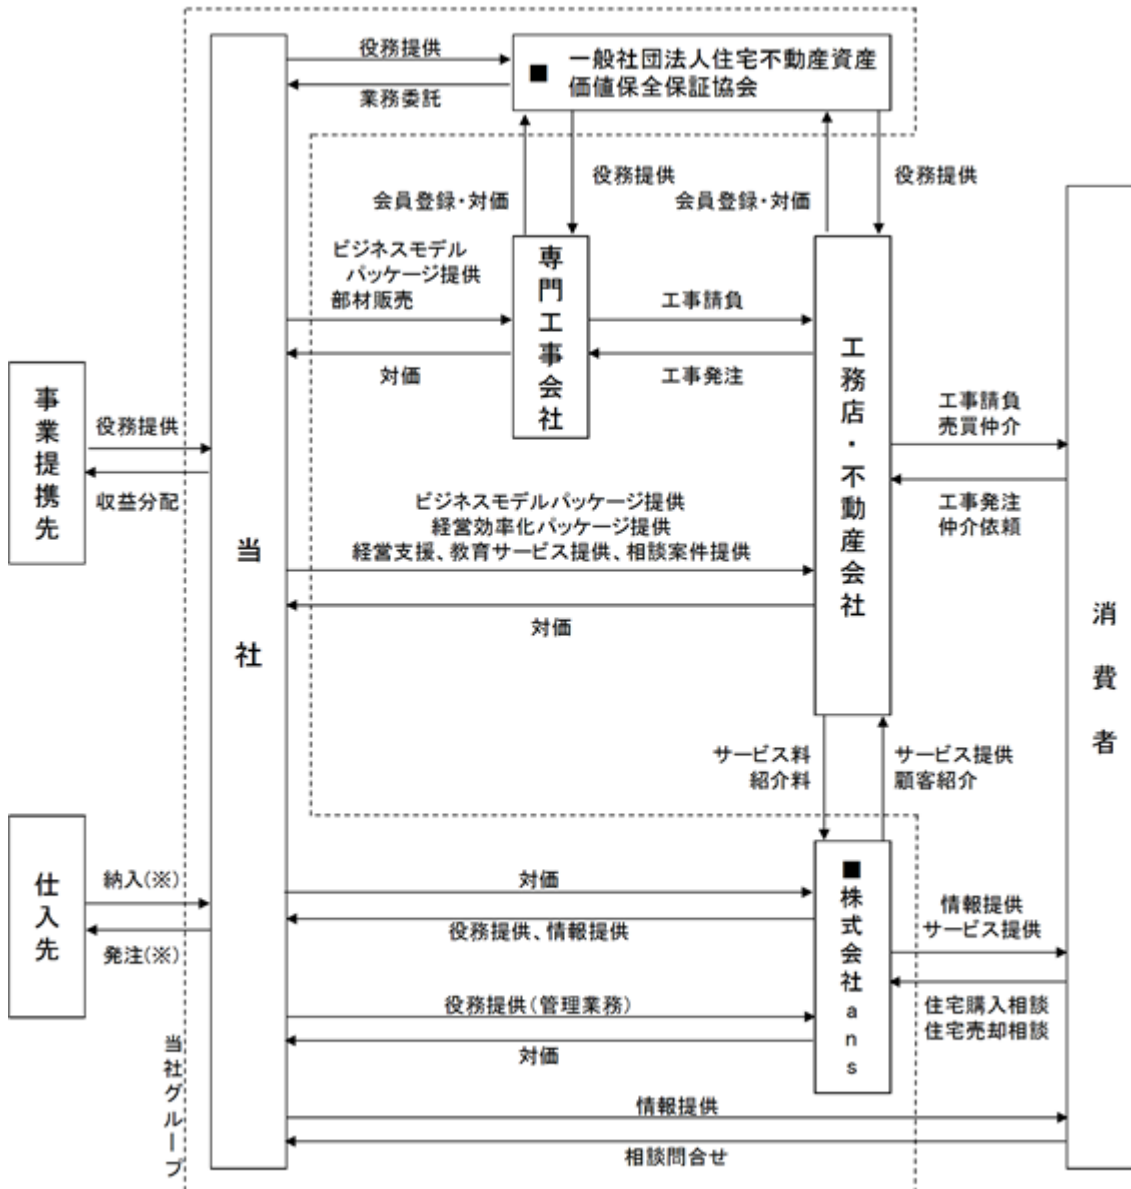 役務提供
業務委託
■ 一般社団法人住宅不動産資産
価値保全保証協会
会員登録・対価
役務提供
会員登録・対価
役務提供
ビジネスモデル
パッケージ提供
部材販売
対価
専門工事会社
工事請負
工事発注
工務店・不動産会社
工事請負
売買仲介
工事発注
仲介依頼
事業提携先
役務提供
収益分配
当社
ビジネスモデルパッケージ提供
経営効率化パッケージ提供
経営支援、教育サービス提供、相談案件提供
対価
消費者
サービス料
紹介料
サービス提供
顧客紹介
仕入先
納入(※)
発注(※)
対価
役務提供、情報提供
■株式会社ans
情報提供
サービス提供
住宅購入相談
住宅売却相談
役務提供(管理業務)
対価
当社グループ
情報提供
相談問合せ